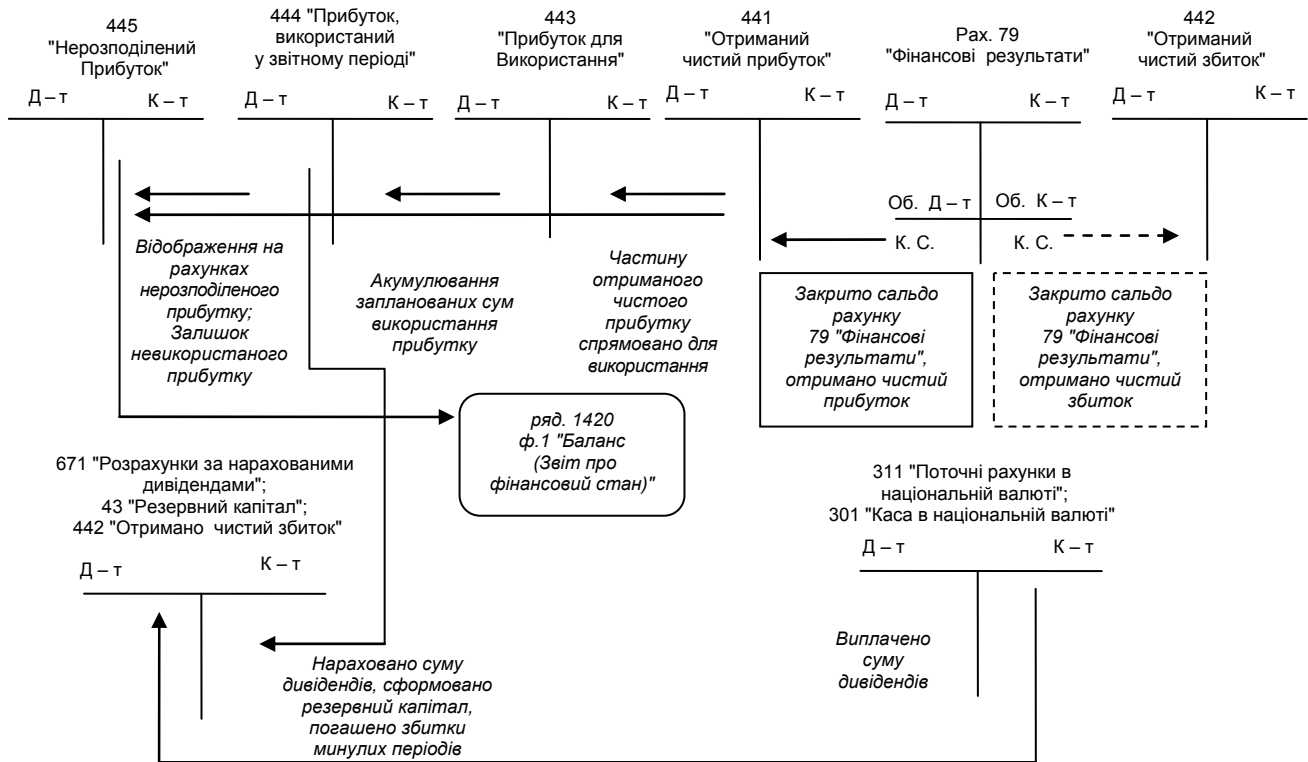 445
"Нерозподілений
Прибуток"
444 "Прибуток,
використаний
у звітному періоді"
443
"Прибуток для
Використання"
441
"Отриманий
чистий прибуток"
Рах. 79
"Фінансові результати"
442
"Отриманий
чистий збиток"
Д – т К – т
Д – т К – т
Д – т К – т
Д – т К – т
Д – т К – т
Д – т К – т
Об. Д – т Об. К – т
К. С. К. С.
Відображення на
рахунках
нерозподіленого
прибутку;
Залишок
невикористаного
прибутку
Акумулювання
запланованих сум
використання
прибутку
Частину
отриманого
чистого
прибутку
спрямовано для
використання
Закрито сальдо
рахунку
79 "Фінансові
результати",
отримано чистий
прибуток
Закрито сальдо
рахунку
79 "Фінансові
результати",
отримано чистий
збиток
ряд. 1420
ф.1 "Баланс
(Звіт про
фінансовий стан)"
671 "Розрахунки за нарахованими
дивідендами";
43 "Резервний капітал";
442 "Отримано чистий збиток"
Д – т К – т
311 "Поточні рахунки в
національній валюті";
301 "Каса в національній валюті"
Д – т К – т
Нараховано суму
дивідендів, сформовано
резервний капітал,
погашено збитки
минулих періодів
Виплачено
суму
дивідендів